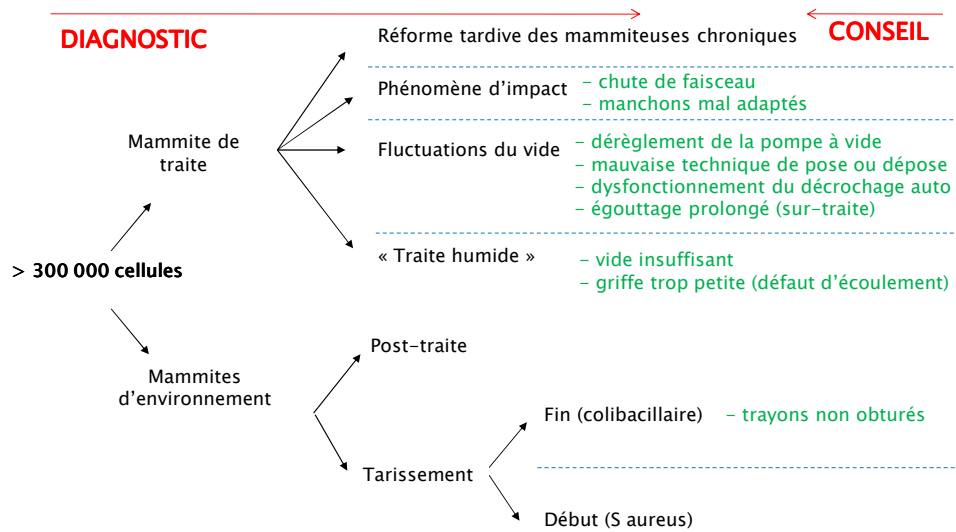 DIAGNOSTIC
CONSEIL
Réforme tardive des mammiteuses chroniques
Phénomène d’impact
– chute de faisceau
– manchons mal adaptés
Mammite de
traite
Fluctuations du vide
– dérèglement de la pompe à vide
– mauvaise technique de pose ou dépose
– dysfonctionnement du décrochage auto
– égouttage prolongé (sur-traite)
« Traite humide »
– vide insuffisant
– griffe trop petite (défaut d’écoulement)
> 300 000 cellules
Post-traite
Mammites
d’environnement
Fin (colibacillaire)
– trayons non obturés
Tarissement
Début (S aureus)